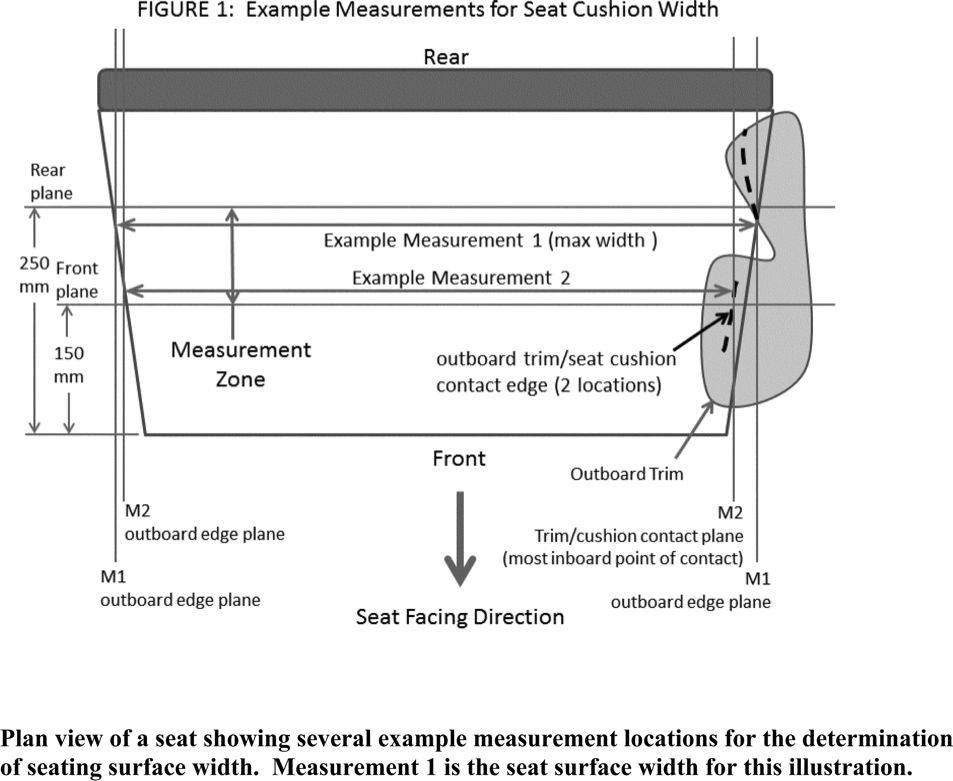 FIGURE 1: Example Measurements for Seat Cushion Width
Rear
Rear
plane
Example Measurement 1 (max width )
250
mm
Front
plane
Example Measurement 2
150
mm
Measurement
Zone
outboard trim/seat cushion
contact edge (2 locations)
Front
Outboard Trim
M2
outboard edge plane
M2
Trim/cushion contact plane
(most inboard point of contact)
M1
outboard edge plane
M1
outboard edge plane
Seat Facing Direction
Plan view of a seat showing several example measurement locations for the determination
of seating surface width.  Measurement 1 is the seat surface width for this illustration.